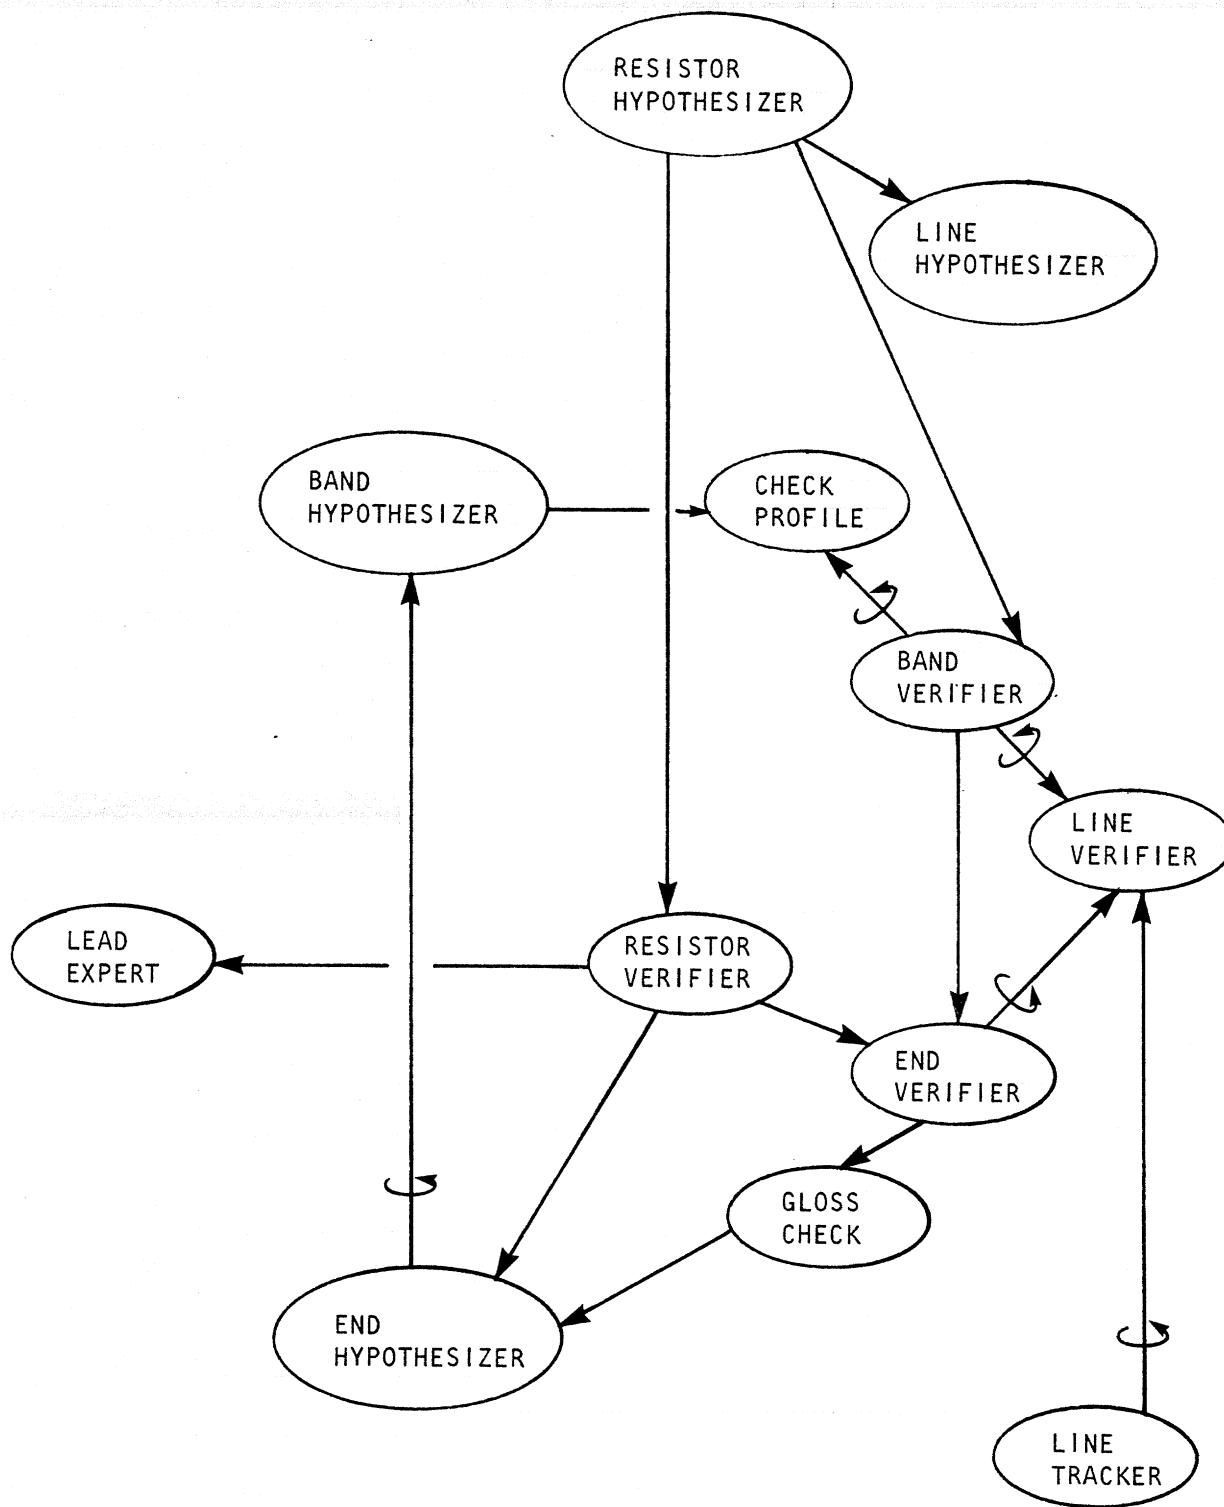 RESISTOR
HYPOTHESIZER
LINE
HYPOTHESIZER
BAND
HYPOTHESIZER
CHECK
PROFILE
BAND
VERIFIER
LINE
VERIFIER
LEAD
EXPERT
RESISTOR
VERIFIER
END
VERIFIER
GLOSS
CHECK
END
HYPOTHESIZER
LINE
TRACKER